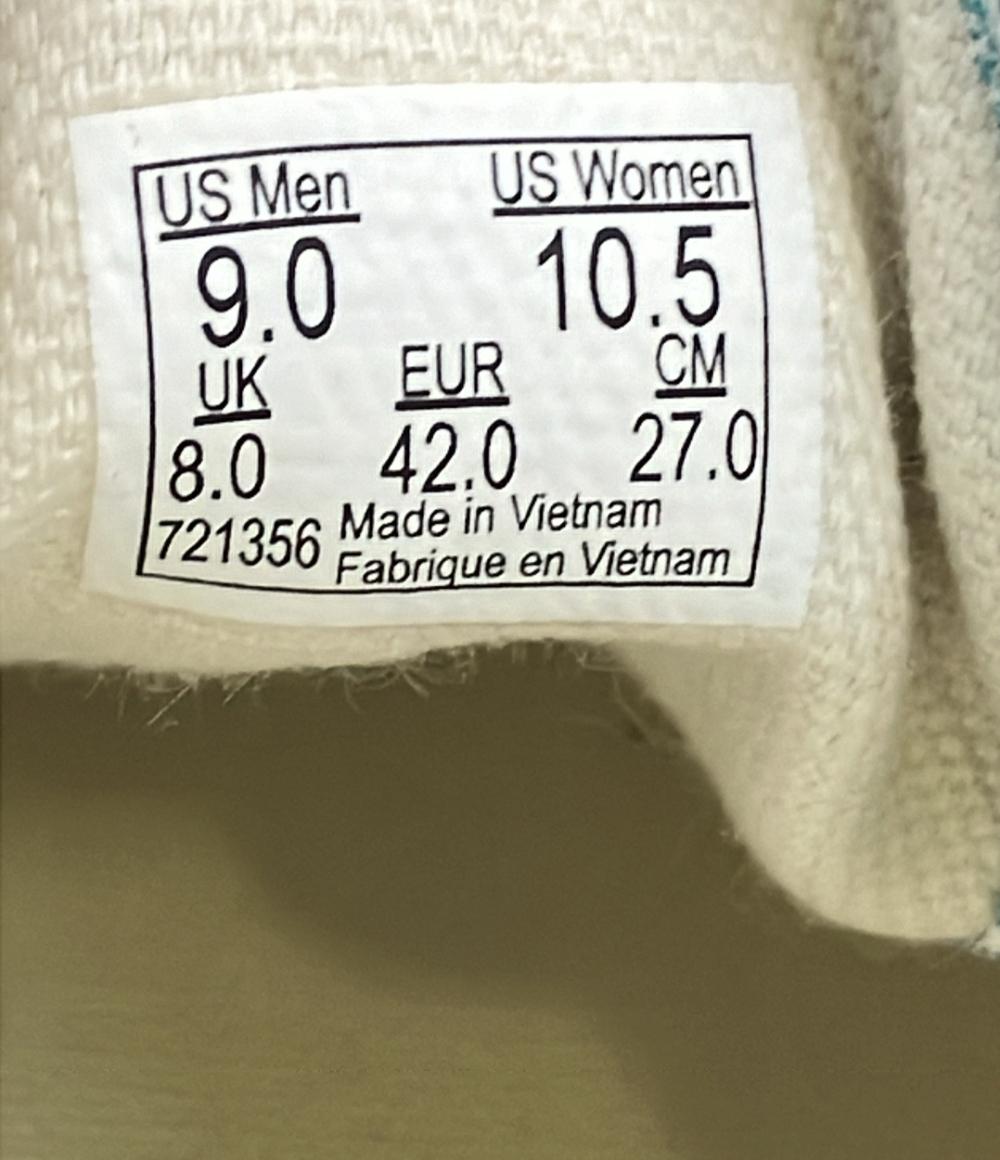 US Men US Women
9.0 10.5
UK EUR CM
8.0 42.0 27.0
721356 Made in Vietnam
Fabrique en Vietnam